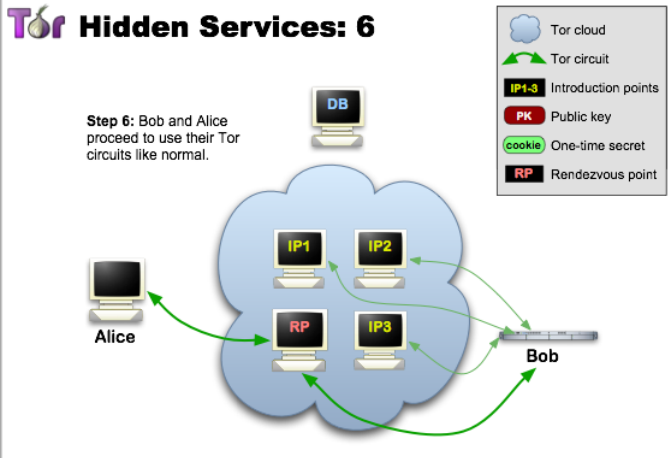 Tor Hidden Services: 6
Tor cloud
Tor circuit
IP1-3 Introduction points
PK Public key
cookie One-time secret
RP Rendezvous point
DB
Step 6: Bob and Alice
proceed to use their Tor
circuits like normal.
IP1 IP2
RP IP3
Alice
Bob